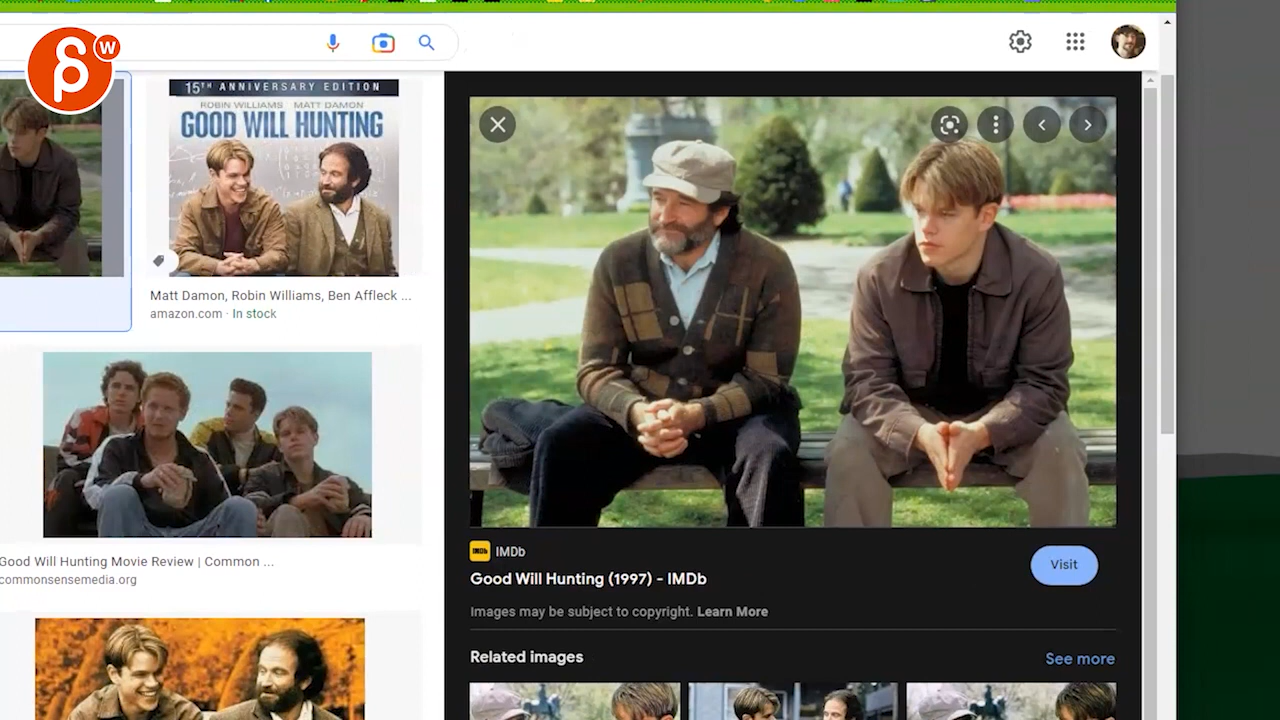 w
15TH ANNIVERSARY EDITION
ROBIN WILLIAMS MATT DAMON
GOOD WILL HUNTING
Matt Damon, Robin Williams, Ben Affleck ...
amazon.com · In stock
Good Will Hunting Movie Review | Common ...
commonsensemedia.org
IMDb IMDb
Good Will Hunting (1997) - IMDb
Visit
Images may be subject to copyright. Learn More
Related images
See more